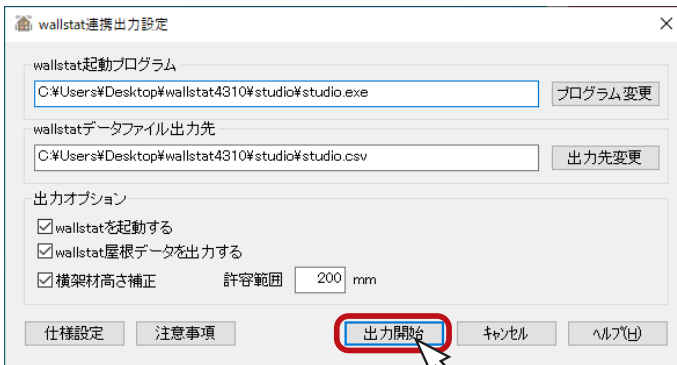 wallstat連携出力設定
wallstat起動プログラム
C:¥Users¥Desktop¥wallstat4310¥studio¥studio.exe プログラム変更
wallstatデータファイル出力先
C:¥Users¥Desktop¥wallstat4310¥studio¥studio.csv 出力先変更
出力オプション
wallstatを起動する
wallstat屋根データを出力する
横架材高さ補正 許容範囲 200 mm
仕様設定 注意事項 出力開始 ｷｬﾝｾﾙ ﾍﾙﾌﾟ(H)